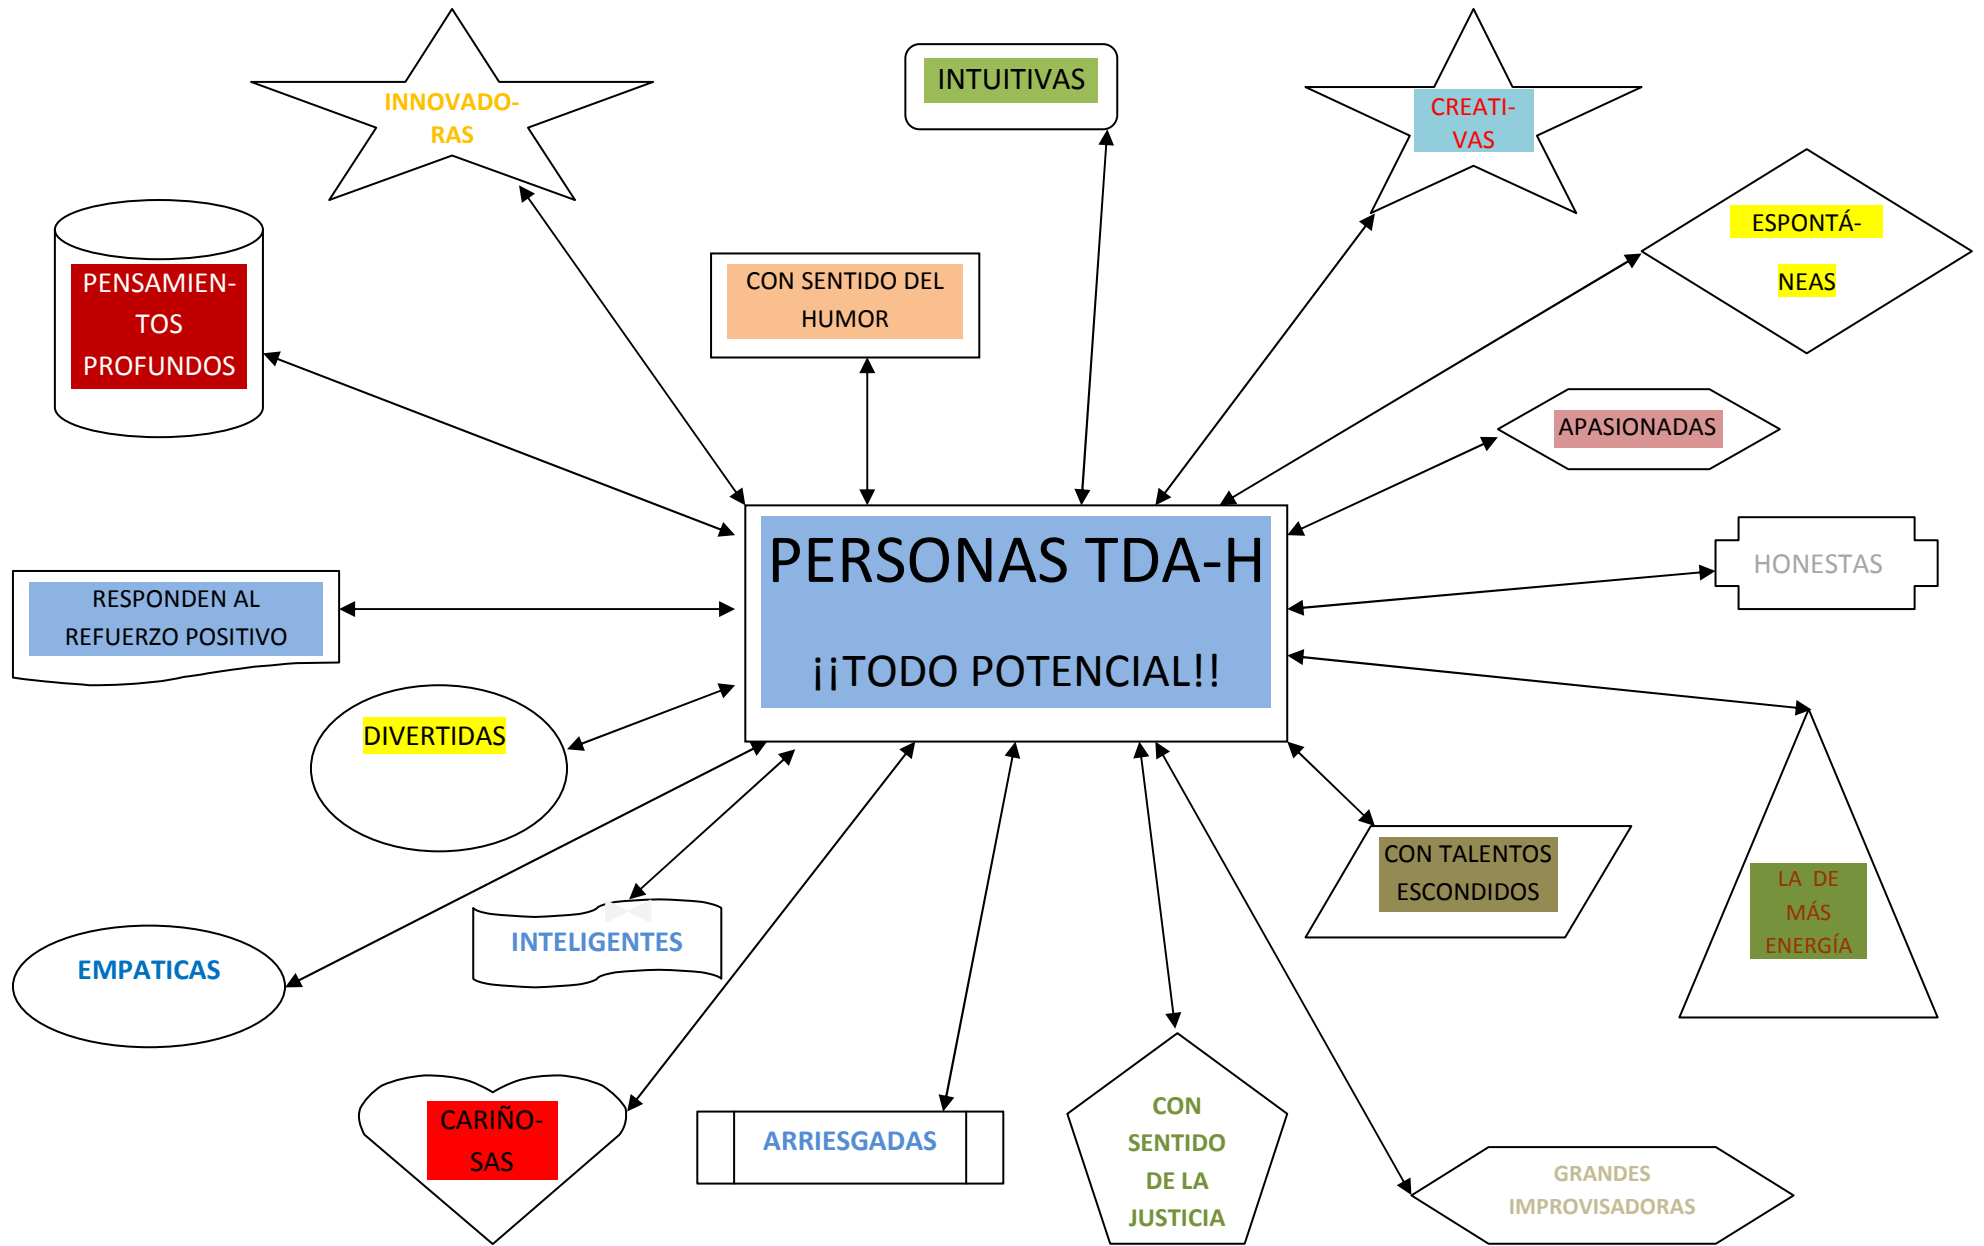 INNOVADO-
RAS
INTUITIVAS
CREATI-
VAS
ESPONTÁ-
NEAS
PENSAMIEN-
TOS
PROFUNDOS
CON SENTIDO DEL
HUMOR
APASIONADAS
PERSONAS TDA-H
¡¡TODO POTENCIAL!!
HONESTAS
RESPONDEN AL
REFUERZO POSITIVO
DIVERTIDAS
CON TALENTOS
ESCONDIDOS
LA  DE
MÁS
ENERGÍA
EMPATICAS
INTELIGENTES
CARIÑO-
SAS
ARRIESGADAS
CON
SENTIDO
DE LA
JUSTICIA
GRANDES
IMPROVISADORAS